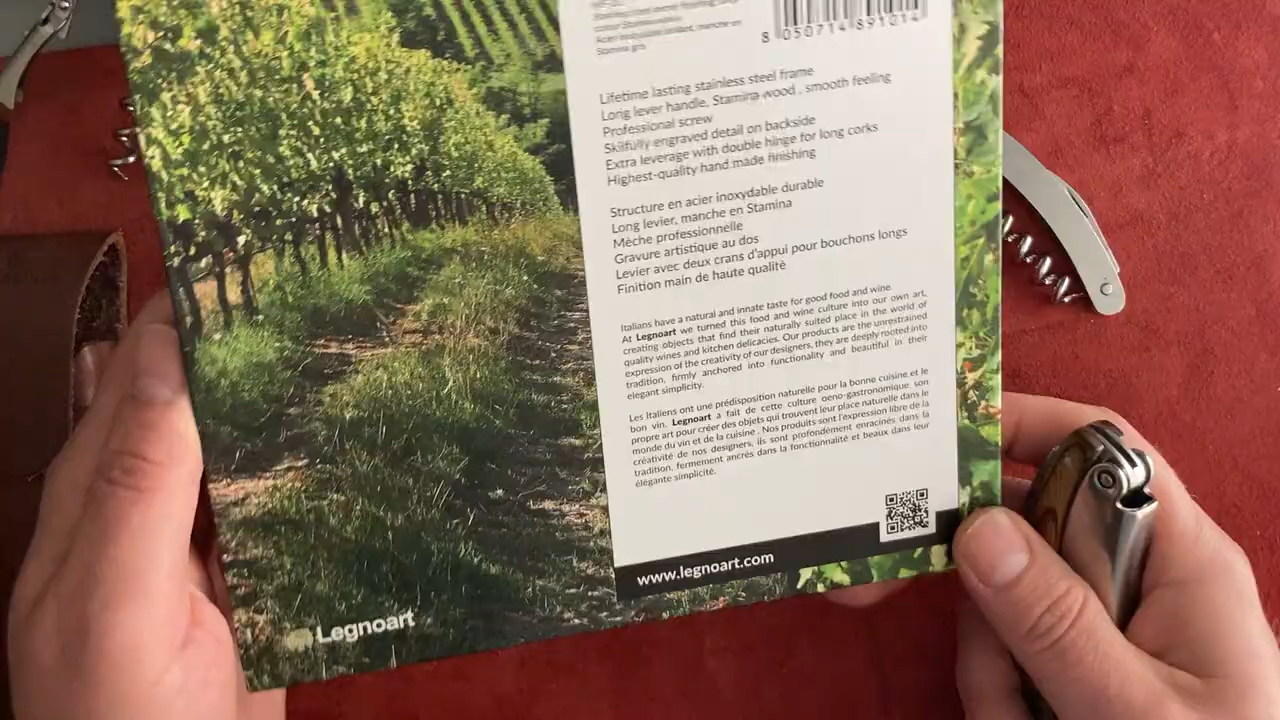 Acier inoxydable sablé, manche en
Stamina gris
8 050714 891014
Lifetime lasting stainless steel frame
Long lever handle, Stamina wood , smooth feeling
Professional screw
Skilfully engraved detail on backside
Extra leverage with double hinge for long corks
Highest-quality hand made finishing
Structure en acier inoxydable durable
Long levier, manche en Stamina
Mèche professionnelle
Gravure artistique au dos
Levier avec deux crans d'appui pour bouchons longs
Finition main de haute qualité
Italians have a natural and innate taste for good food and wine.
At Legnoart we turned this food and wine culture into our own art,
creating objects that find their naturally suited place in the world of
quality wines and kitchen delicacies. Our products are the unrestrained
expression of the creativity of our designers, they are deeply rooted into
tradition, firmly anchored into functionality and beautiful in their
elegant simplicity.
Les Italiens ont une prédisposition naturelle pour la bonne cuisine et le
bon vin. Legnoart a fait de cette culture oeno-gastronomique son
propre art pour créer des objets qui trouvent leur place naturelle dans le
monde du vin et de la cuisine . Nos produits sont l'expression libre de la
créativité de nos designers, ils sont profondément enracinés dans la
tradition, fermement ancrés dans la fonctionnalité et beaux dans leur
élégante simplicité.
www.legnoart.com
Legnoart